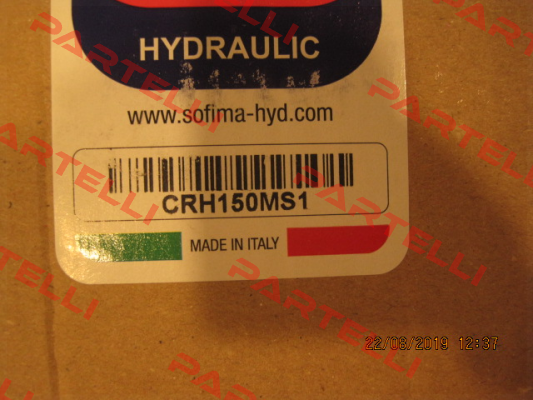 HYDRAULIC
www.sofima-hyd.com
CRH150MS1
MADE IN ITALY
22/08/2019 12:37
PARTELLI
PARTELLI
PARTELLI
PARTELLI
PARTELLI
PARTELLI